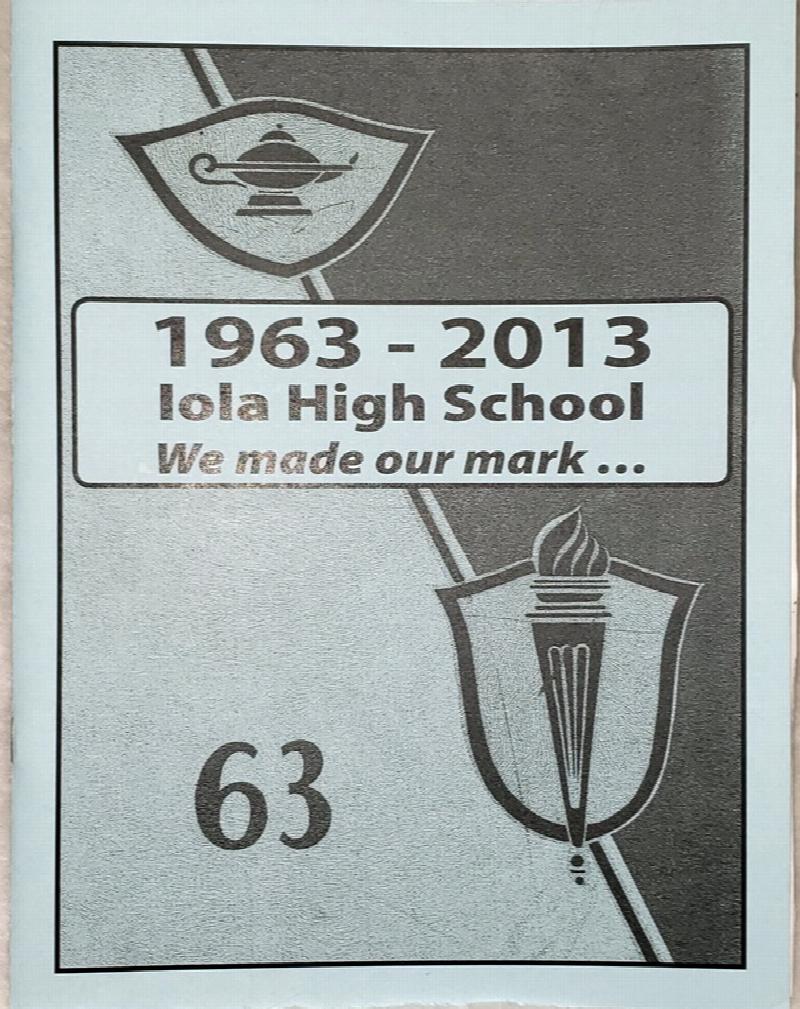 1963 - 2013
Iola High School
We made our mark ...
63